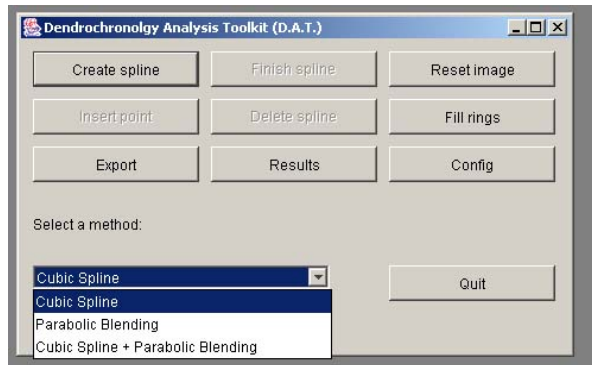 Dendrochronolgy Analysis Toolkit (D.A.T.)
Create spline Finish spline Reset image
Insert point Delete spline Fill rings
Export Results Config
Select a method:
Cubic Spline Quit
Cubic Spline
Parabolic Blending
Cubic Spline + Parabolic Blending